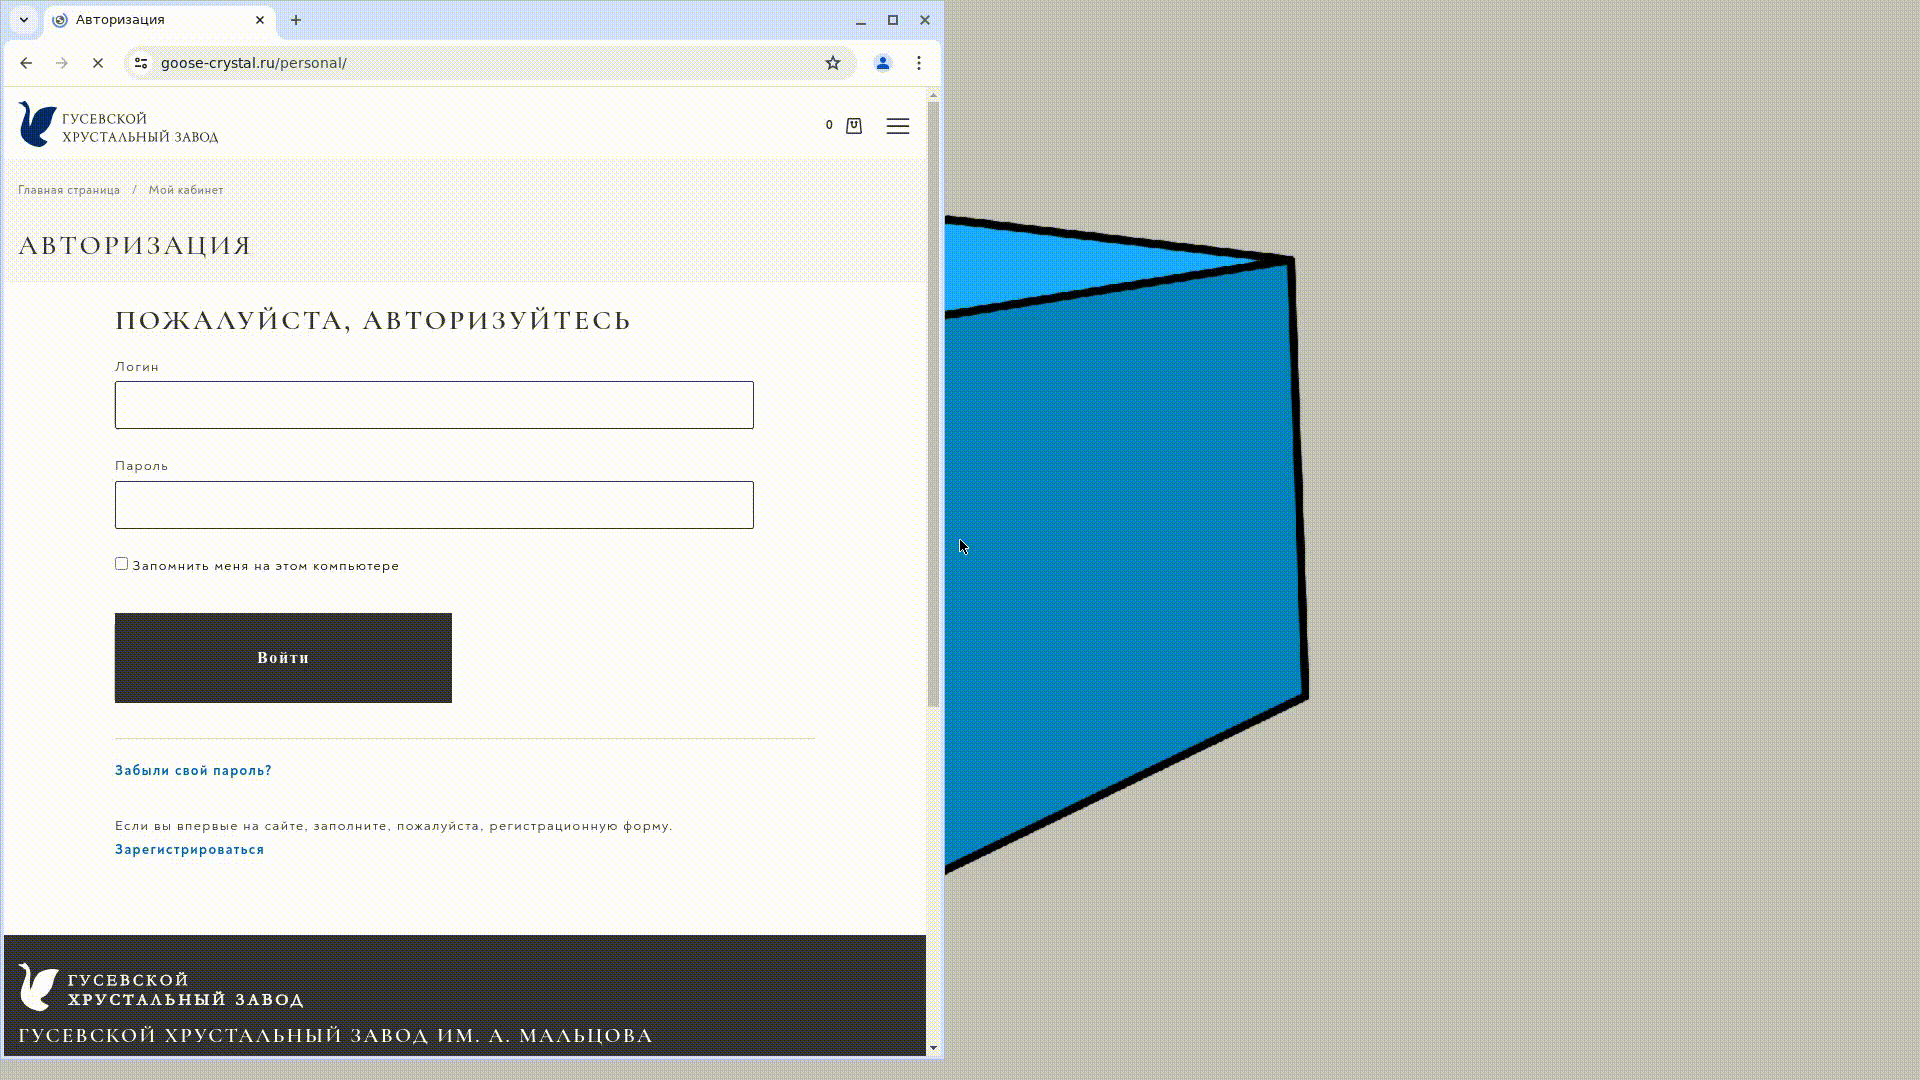 Авторизация
goose-crystal.ru/personal/
ГУСЕВСКОЙ
ХРУСТАЛЬНЫЙ ЗАВОД
0
Главная страница / Мой кабинет
АВТОРИЗАЦИЯ
ПОЖАЛУЙСТА, АВТОРИЗУЙТЕСЬ
Логин
Пароль
Запомнить меня на этом компьютере
Войти
Забыли свой пароль?
Если вы впервые на сайте, заполните, пожалуйста, регистрационную форму.
Зарегистрироваться
ГУСЕВСКОЙ
ХРУСТАЛЬНЫЙ ЗАВОД
ГУСЕВСКОЙ ХРУСТАЛЬНЫЙ ЗАВОД ИМ. А. МАЛЬЦОВА